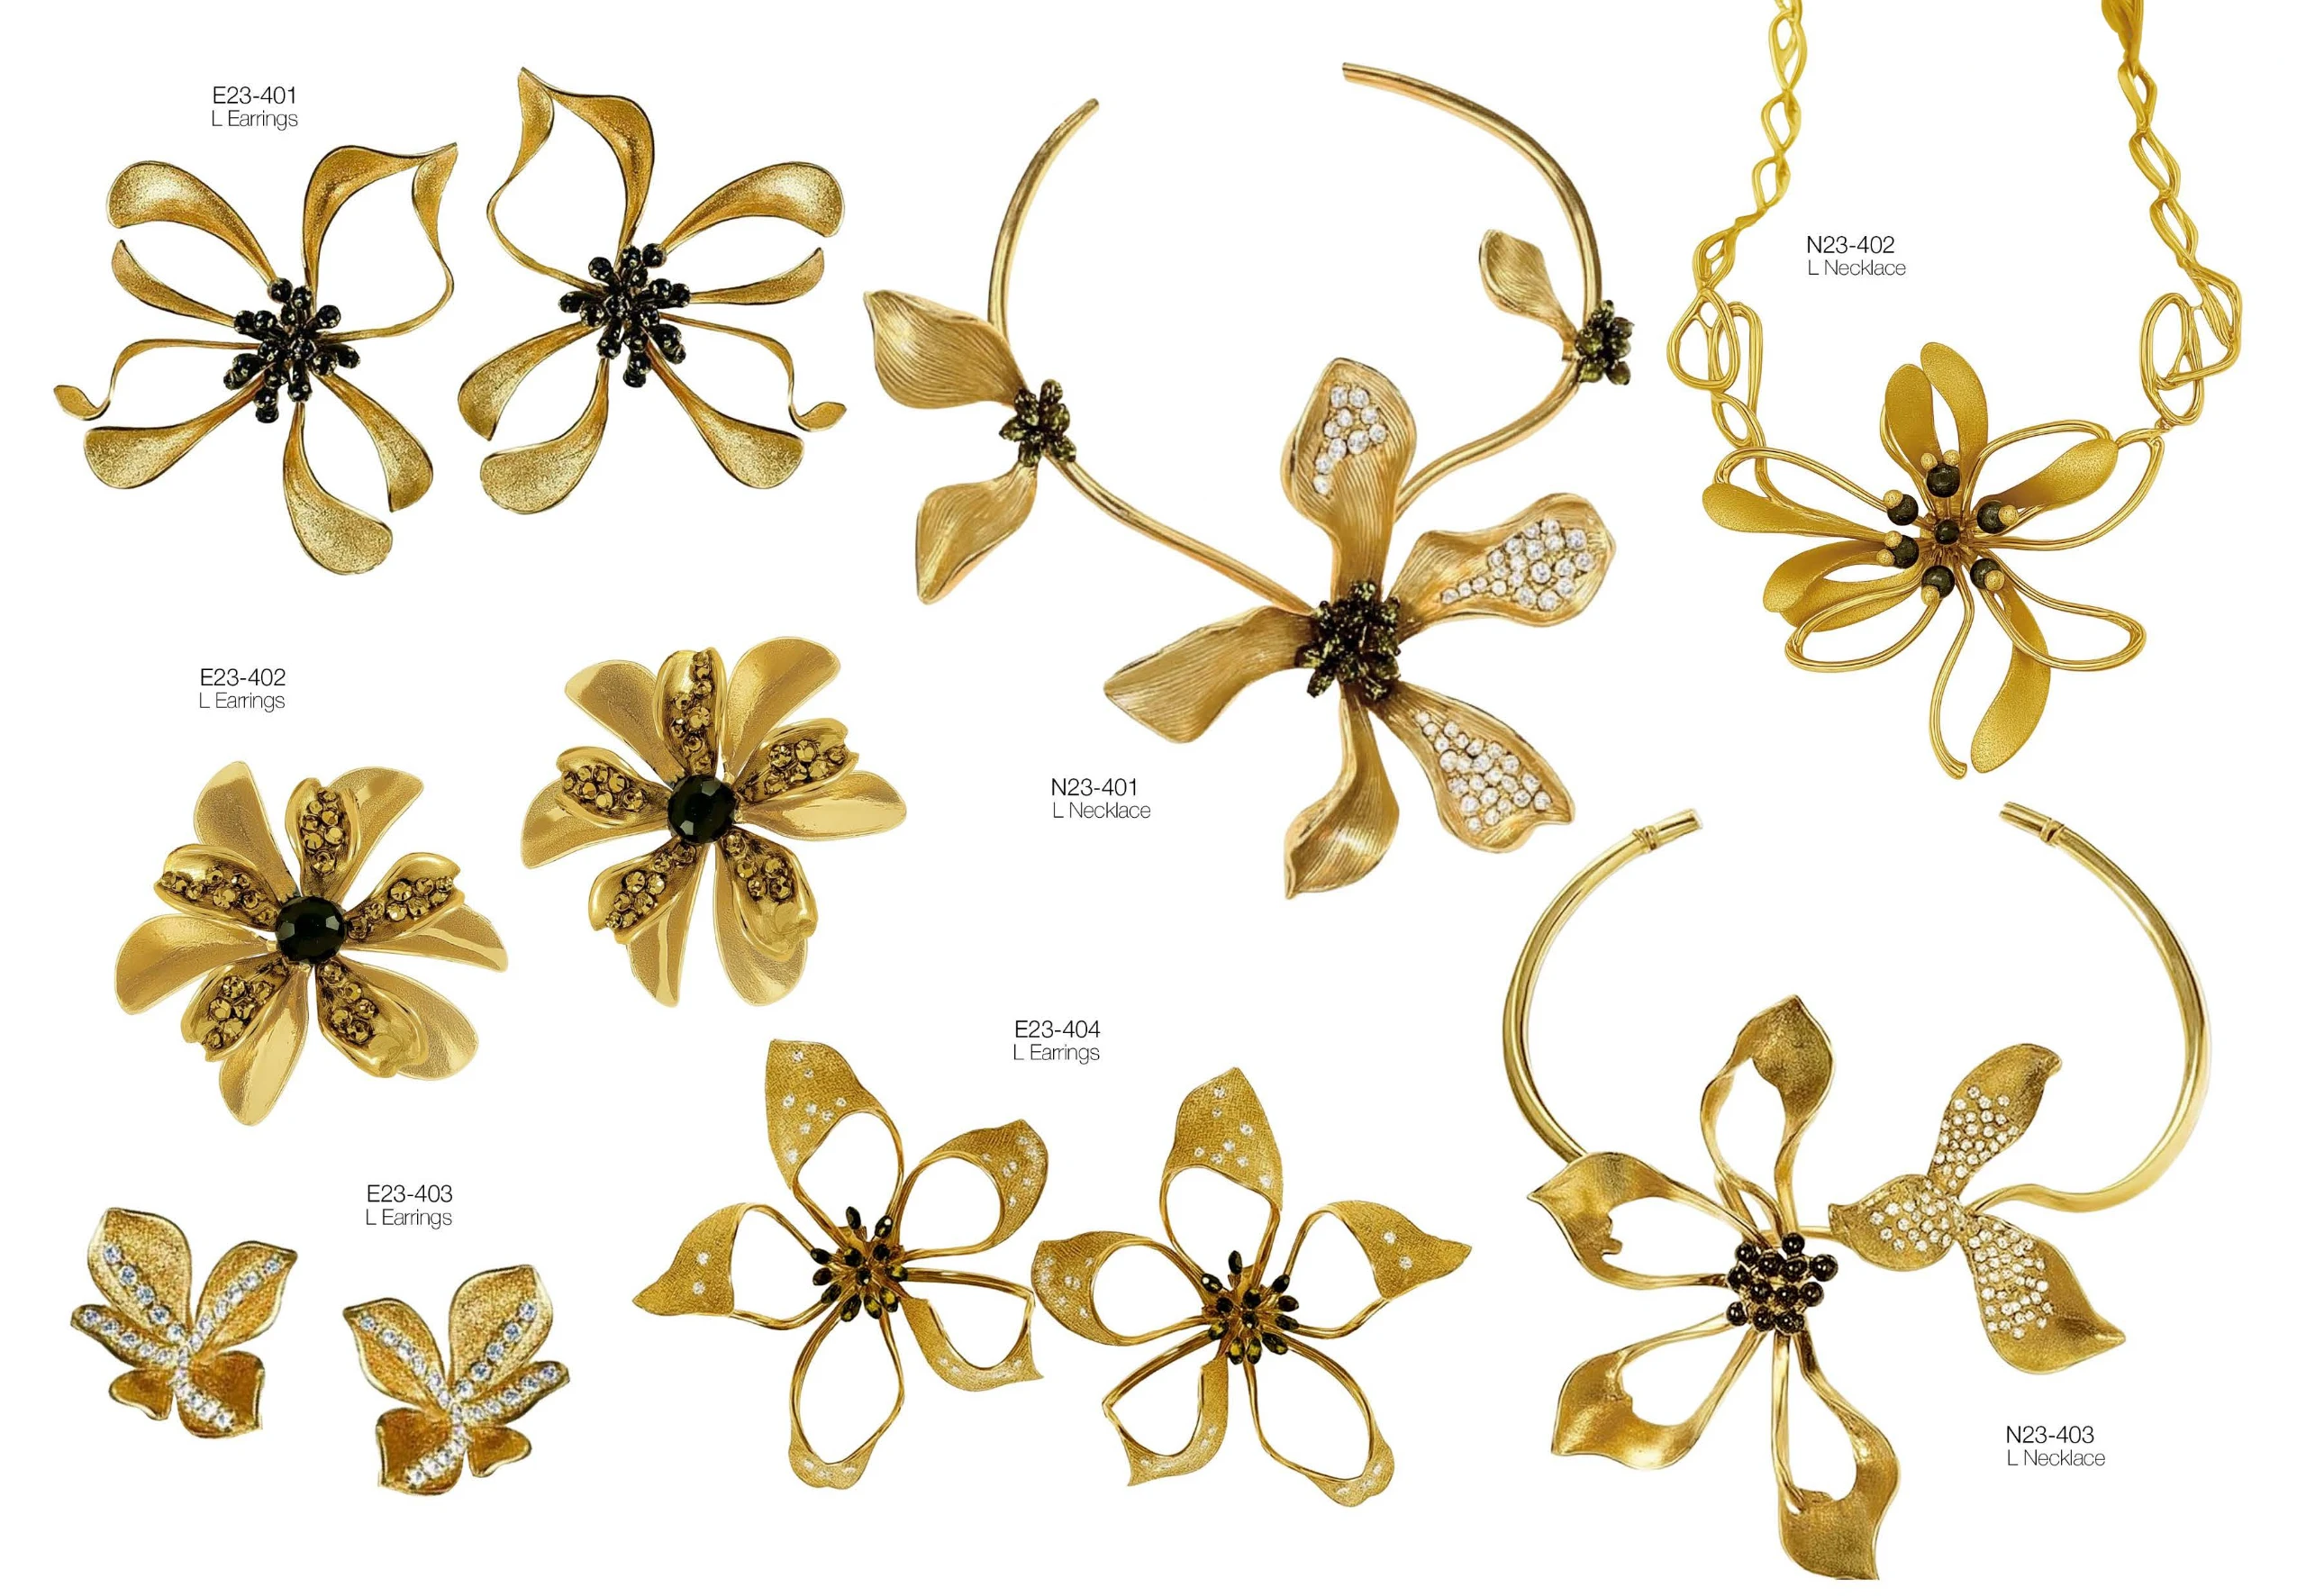 E23-401
L Earrings
N23-402
L Necklace
E23-402
L Earrings
N23-401
L Necklace
E23-404
L Earrings
E23-403
L Earrings
N23-403
L Necklace